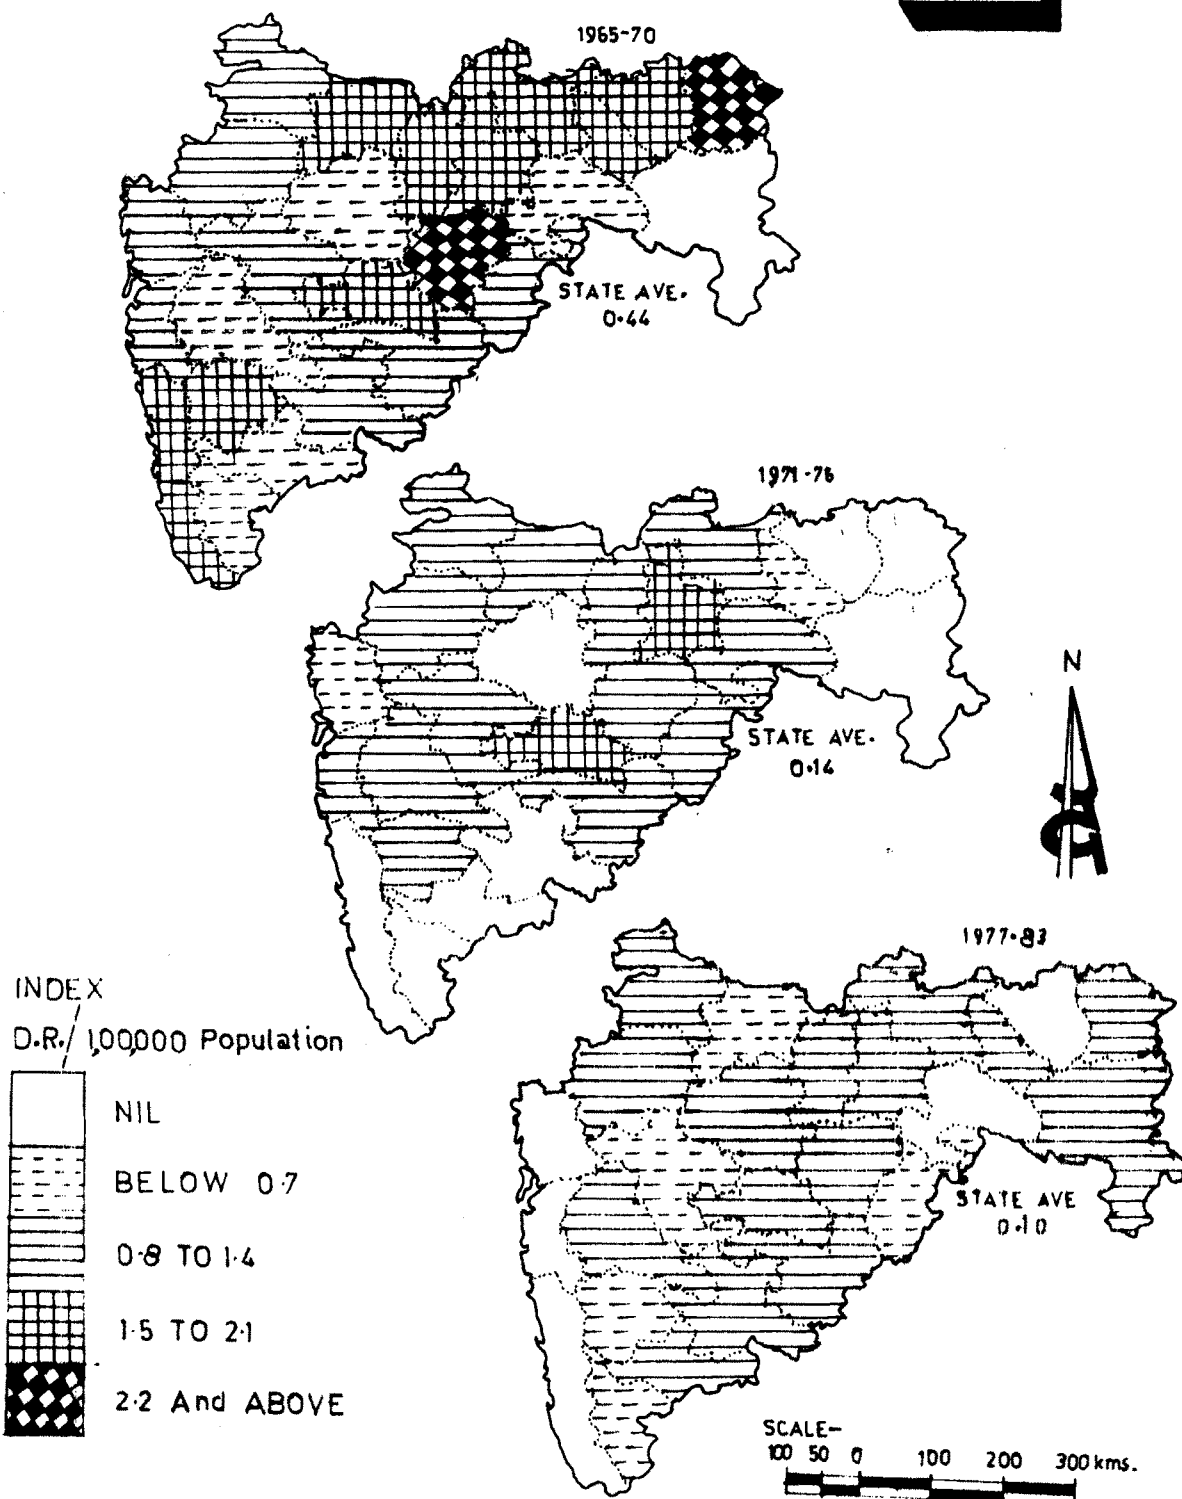 1965-70
STATE AVE.
0.44
1971-76
N
STATE AVE.
0.14
1977-83
STATE AVE
0.10
INDEX
D.R./ 1,00,000 Population
NIL
BELOW 0.7
0.8 TO 1.4
1.5 TO 2.1
2.2 And ABOVE
SCALE-
100 50 0 100 200 300 kms.